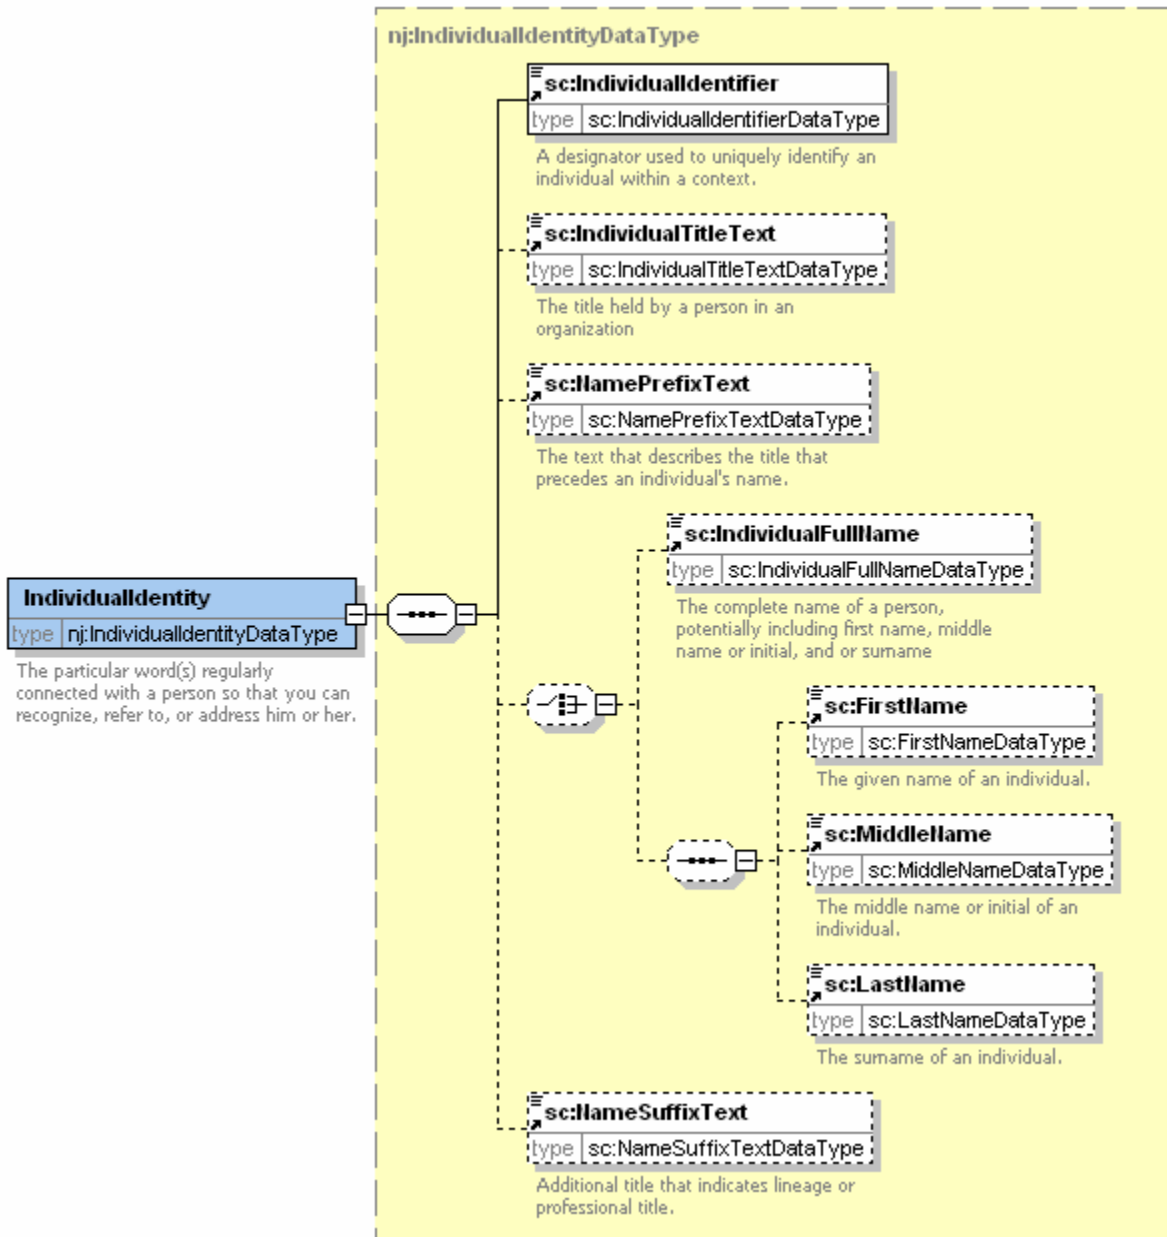 nj:IndividualIdentityDataType
sc:IndividualIdentifier
type sc:IndividualIdentifierDataType
A designator used to uniquely identify an
individual within a context.
sc:IndividualTitleText
type sc:IndividualTitleTextDataType
The title held by a person in an
organization
sc:NamePrefixText
type sc:NamePrefixTextDataType
The text that describes the title that
precedes an individual's name.
sc:IndividualFullName
type sc:IndividualFullNameDataType
The complete name of a person,
potentially including first name, middle
name or initial, and or surname
IndividualIdentity
type nj:IndividualIdentityDataType
The particular word(s) regularly
connected with a person so that you can
recognize, refer to, or address him or her.
sc:FirstName
type sc:FirstNameDataType
The given name of an individual.
sc:MiddleName
type sc:MiddleNameDataType
The middle name or initial of an
individual.
sc:LastName
type sc:LastNameDataType
The surname of an individual.
sc:NameSuffixText
type sc:NameSuffixTextDataType
Additional title that indicates lineage or
professional title.